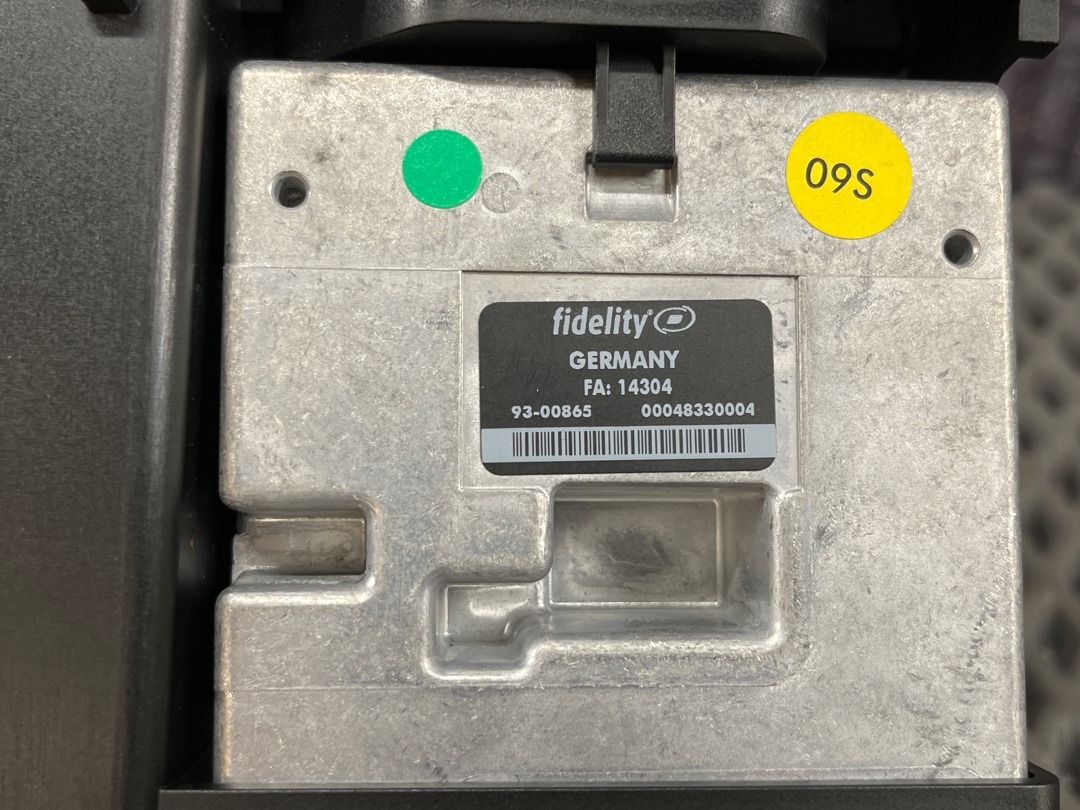 09S
fidelity
GERMANY
FA: 14304
93-00865 00048330004